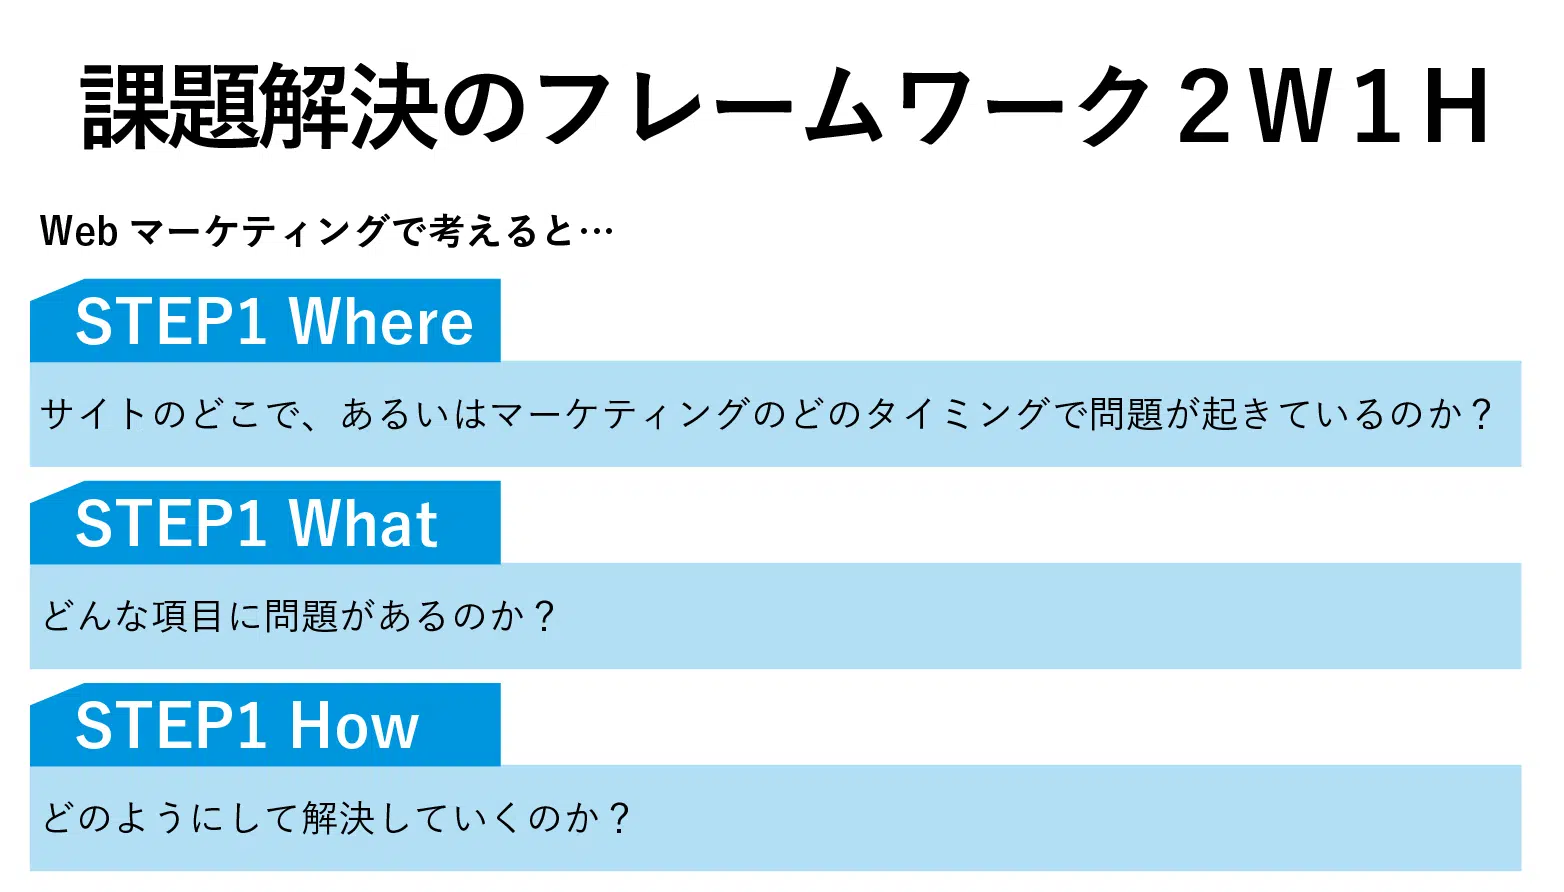 課題解決のフレームワーク２Ｗ１Ｈ
Web マーケティングで考えると…
STEP1 Where
サイトのどこで、あるいはマーケティングのどのタイミングで問題が起きているのか？
STEP1 What
どんな項目に問題があるのか？
STEP1 How
どのようにして解決していくのか？